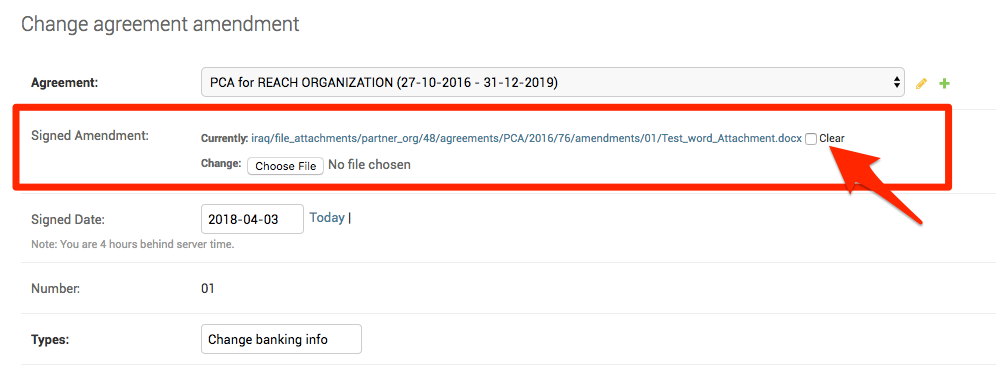 Change agreement amendment
Agreement: PCA for REACH ORGANIZATION (27-10-2016 - 31-12-2019)
Signed Amendment: Currently: iraq/file_attachments/partner_org/48/agreements/PCA/2016/76/amendments/01/Test_word_Attachment.docx Clear
Change: Choose File No file chosen
Signed Date: 2018-04-03 Today |
Note: You are 4 hours behind server time.
Number: 01
Types: Change banking info